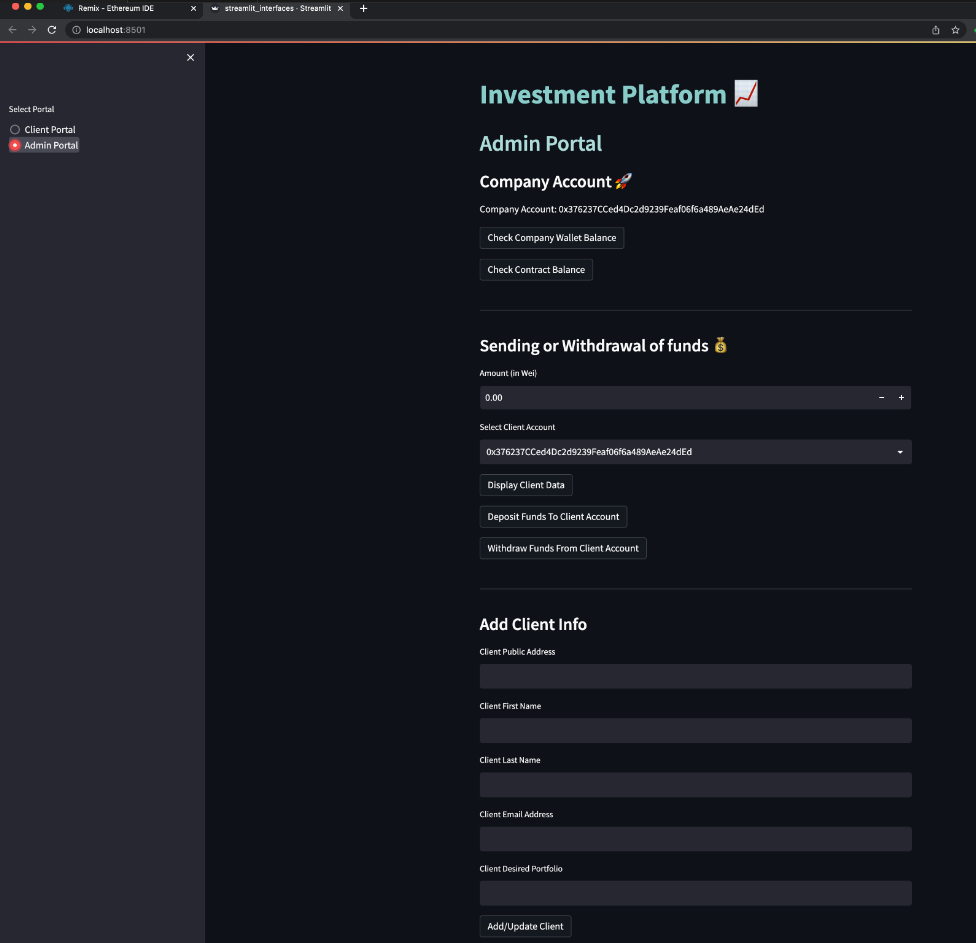 Remix - Ethereum IDE
streamlit_interfaces · Streamlit
localhost:8501
Select Portal
Client Portal
Admin Portal
Investment Platform 📈
Admin Portal
Company Account 🚀
Company Account: 0x376237CCed4Dc2d9239Feaf06f6a489AeAe24dEd
Check Company Wallet Balance
Check Contract Balance
Sending or Withdrawal of funds 💰
Amount (in Wei)
0.00
Select Client Account
0x376237CCed4Dc2d9239Feaf06f6a489AeAe24dEd
Display Client Data
Deposit Funds To Client Account
Withdraw Funds From Client Account
Add Client Info
Client Public Address
Client First Name
Client Last Name
Client Email Address
Client Desired Portfolio
Add/Update Client